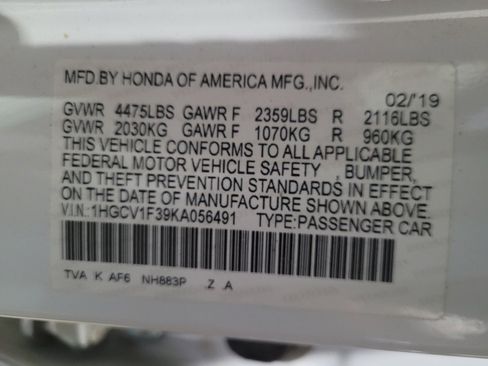 MFD.BY HONDA OF AMERICA MFG.,INC.
02/'19
GVWR 4475LBS GAWR F 2359LBS R 2116LBS
GVWR 2030KG GAWR F 1070KG R 960KG
THIS VEHICLE CONFORMS TO ALL APPLICABLE
FEDERAL MOTOR VEHICLE SAFETY , BUMPER,
AND THEFT PREVENTION STANDARDS IN EFFECT
ON THE DATE OF MANUFACTURE SHOWN ABOVE.
V.I.N.:1HGCV1F39KA056491 TYPE:PASSENGER CAR
TVA K AF6 NH883P Z A